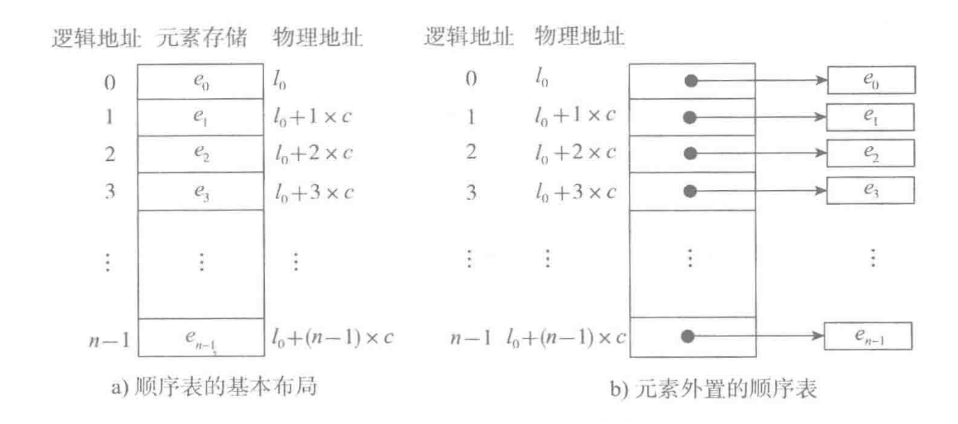 逻辑地址 元素存储 物理地址
0 e₀ l₀
1 e₁ l₀+1×c
2 e₂ l₀+2×c
3 e₃ l₀+3×c
⋮ ⋮ ⋮
n−1 eₙ₋₁ l₀+(n−1)×c
a) 顺序表的基本布局
逻辑地址 物理地址
0 l₀ e₀
1 l₀+1×c e₁
2 l₀+2×c e₂
3 l₀+3×c e₃
⋮ ⋮ ⋮ ⋮
n−1 l₀+(n−1)×c eₙ₋₁
b) 元素外置的顺序表